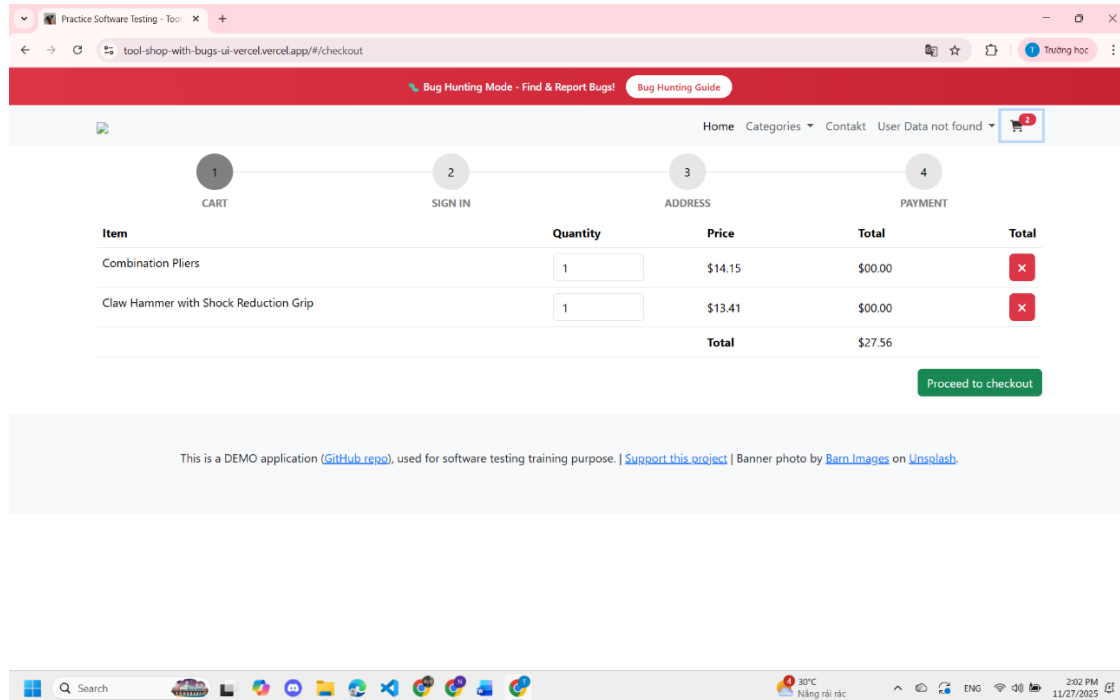 Practice Software Testing - Tool
tool-shop-with-bugs-ui-vercel.vercel.app/#/checkout
T Trường học
Bug Hunting Mode - Find & Report Bugs! Bug Hunting Guide
Home Categories Contakt User Data not found 2
1 2 3 4
CART SIGN IN ADDRESS PAYMENT
Item Quantity Price Total Total
Combination Pliers 1 $14.15 $00.00
Claw Hammer with Shock Reduction Grip 1 $13.41 $00.00
Total $27.56
Proceed to checkout
This is a DEMO application (GitHub repo), used for software testing training purpose. | Support this project | Banner photo by Barn Images on Unsplash.
Search 4 30°C ENG 2:02 PM
Nắng rải rác 11/27/2025